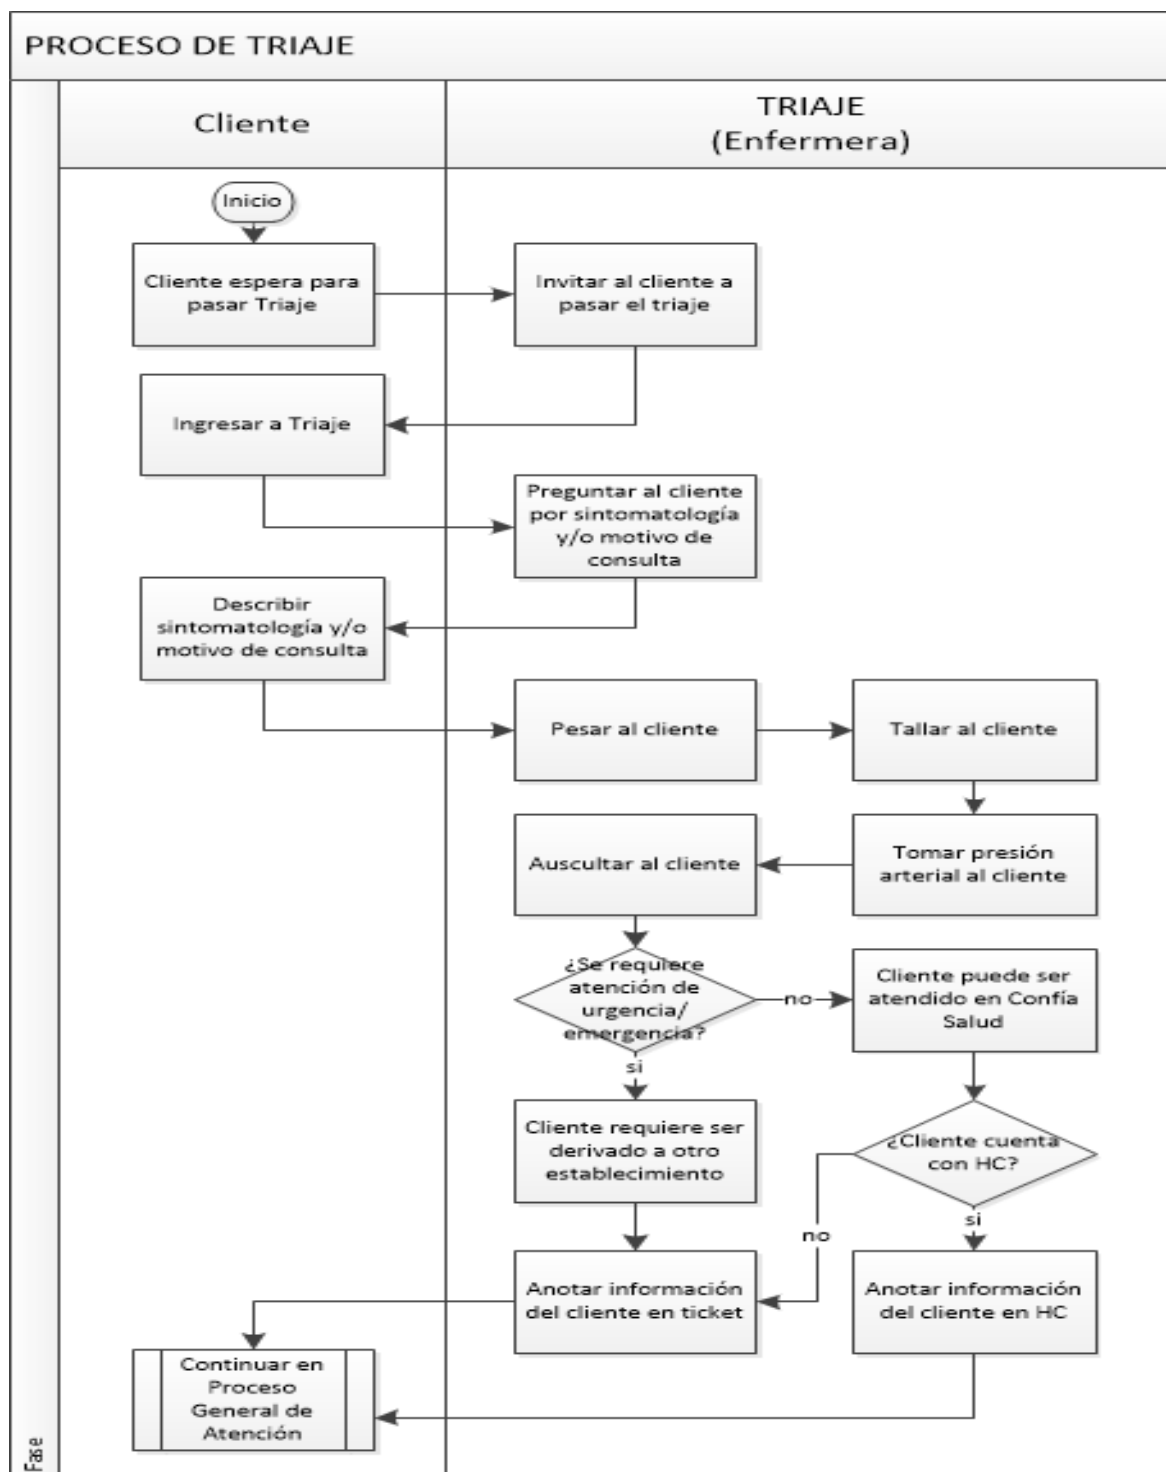 PROCESO DE TRIAJE
Cliente
TRIAJE
(Enfermera)
Inicio
Cliente espera para
pasar Triaje
Invitar al cliente a
pasar el triaje
Ingresar a Triaje
Preguntar al cliente
por sintomatología
y/o motivo de
consulta
Describir
sintomatología y/o
motivo de consulta
Pesar al cliente
Tallar al cliente
Auscultar al cliente
Tomar presión
arterial al cliente
¿Se requiere
atención de
urgencia/
emergencia?
no
Cliente puede ser
atendido en Confía
Salud
si
Cliente requiere ser
derivado a otro
establecimiento
¿Cliente cuenta
con HC?
no
si
Anotar información
del cliente en ticket
Anotar información
del cliente en HC
Continuar en
Proceso
General de
Atención
Fase